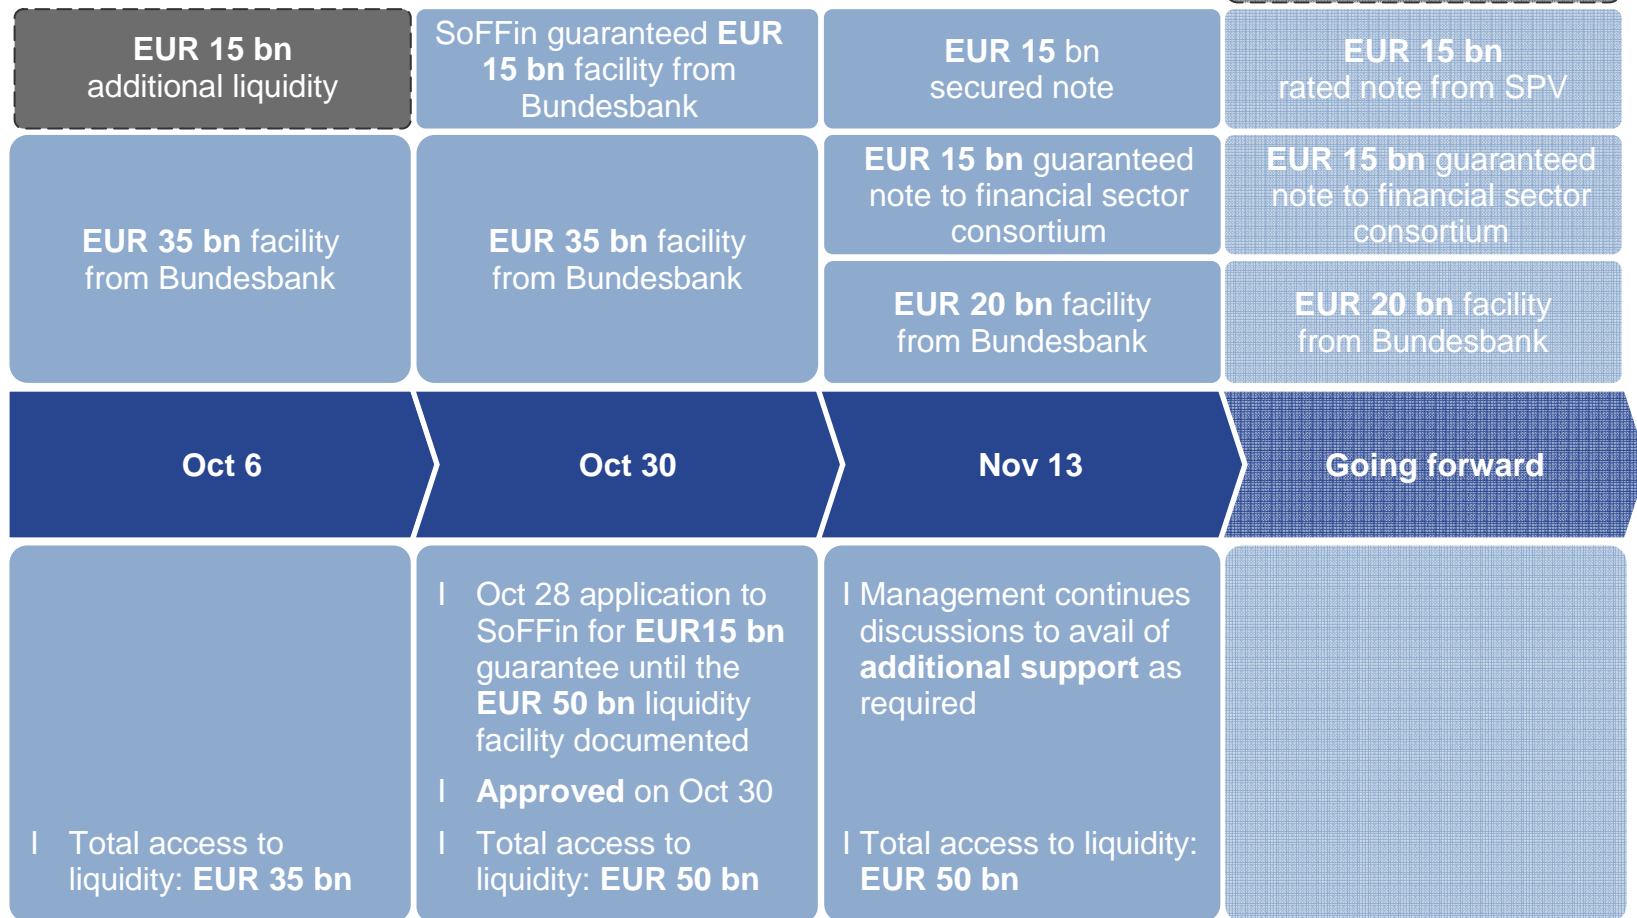 EUR 15 bn
additional liquidity
SoFFin guaranteed EUR
15 bn facility from
Bundesbank
EUR 15 bn
secured note
EUR 15 bn
rated note from SPV
EUR 35 bn facility
from Bundesbank
EUR 35 bn facility
from Bundesbank
EUR 15 bn guaranteed
note to financial sector
consortium
EUR 15 bn guaranteed
note to financial sector
consortium
EUR 20 bn facility
from Bundesbank
EUR 20 bn facility
from Bundesbank
Oct 6
Oct 30
Nov 13
Going forward
l Total access to
liquidity: EUR 35 bn
l Oct 28 application to
SoFFin for EUR15 bn
guarantee until the
EUR 50 bn liquidity
facility documented
l Approved on Oct 30
l Total access to
liquidity: EUR 50 bn
l Management continues
discussions to avail of
additional support as
required
l Total access to liquidity:
EUR 50 bn